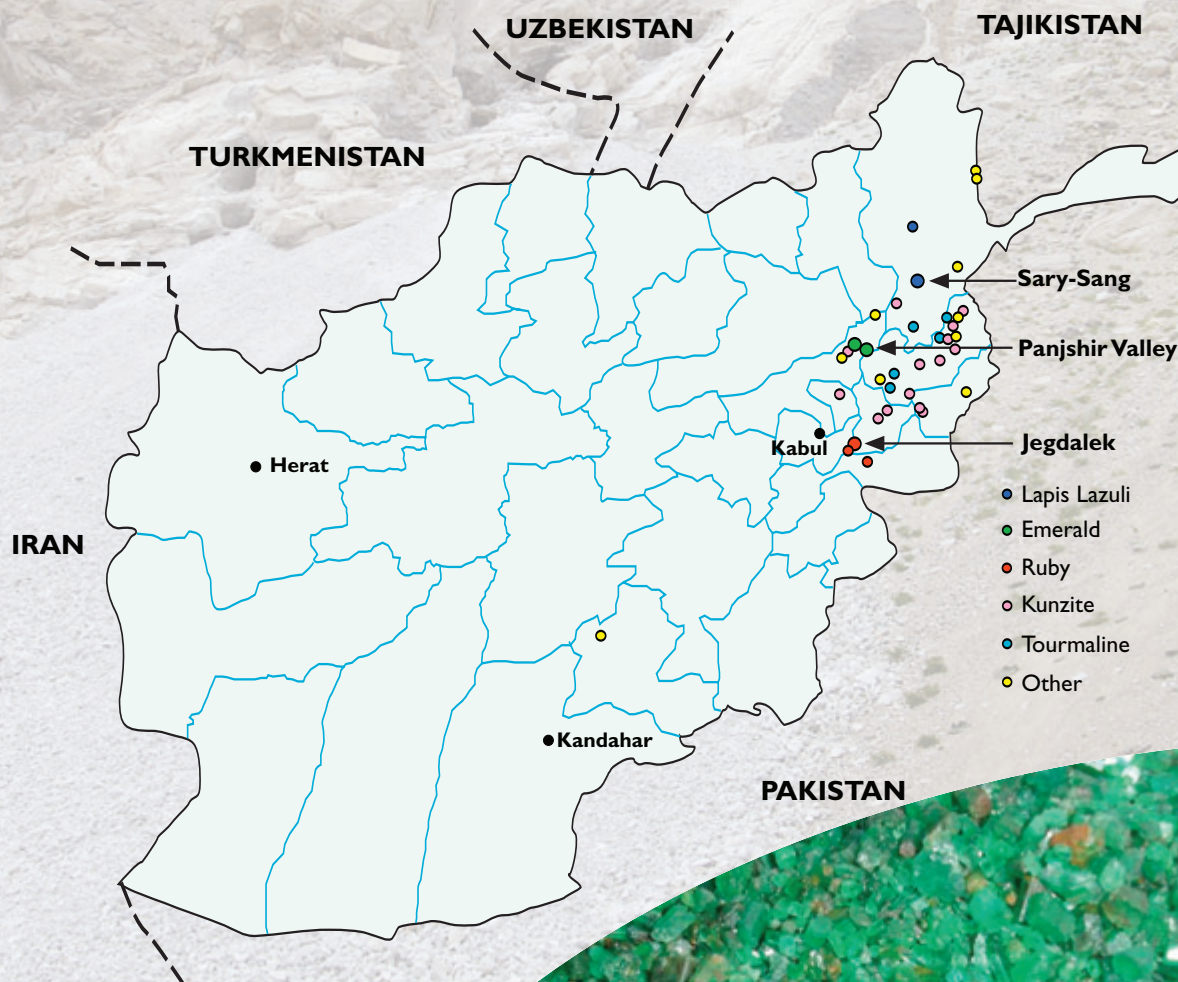 UZBEKISTAN
TAJIKISTAN
TURKMENISTAN
Sary-Sang
Panjshir Valley
Kabul
Jegdalek
Herat
Lapis Lazuli
Emerald
IRAN
Ruby
Kunzite
Tourmaline
Other
Kandahar
PAKISTAN